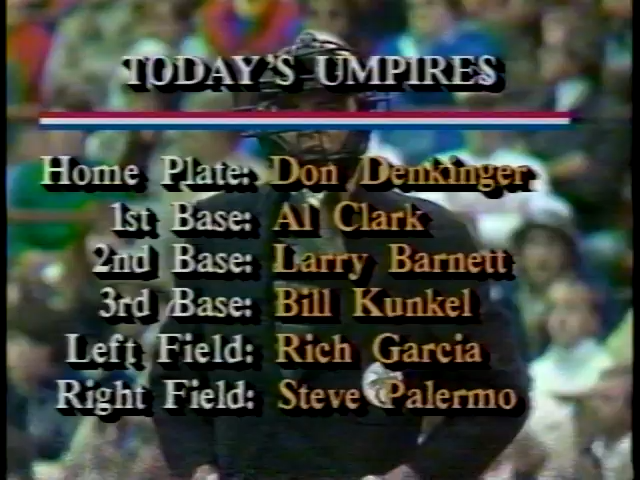 TODAY'S UMPIRES
Home Plate: Don Denkinger
1st Base: Al Clark
2nd Base: Larry Barnett
3rd Base: Bill Kunkel
Left Field: Rich Garcia
Right Field: Steve Palermo